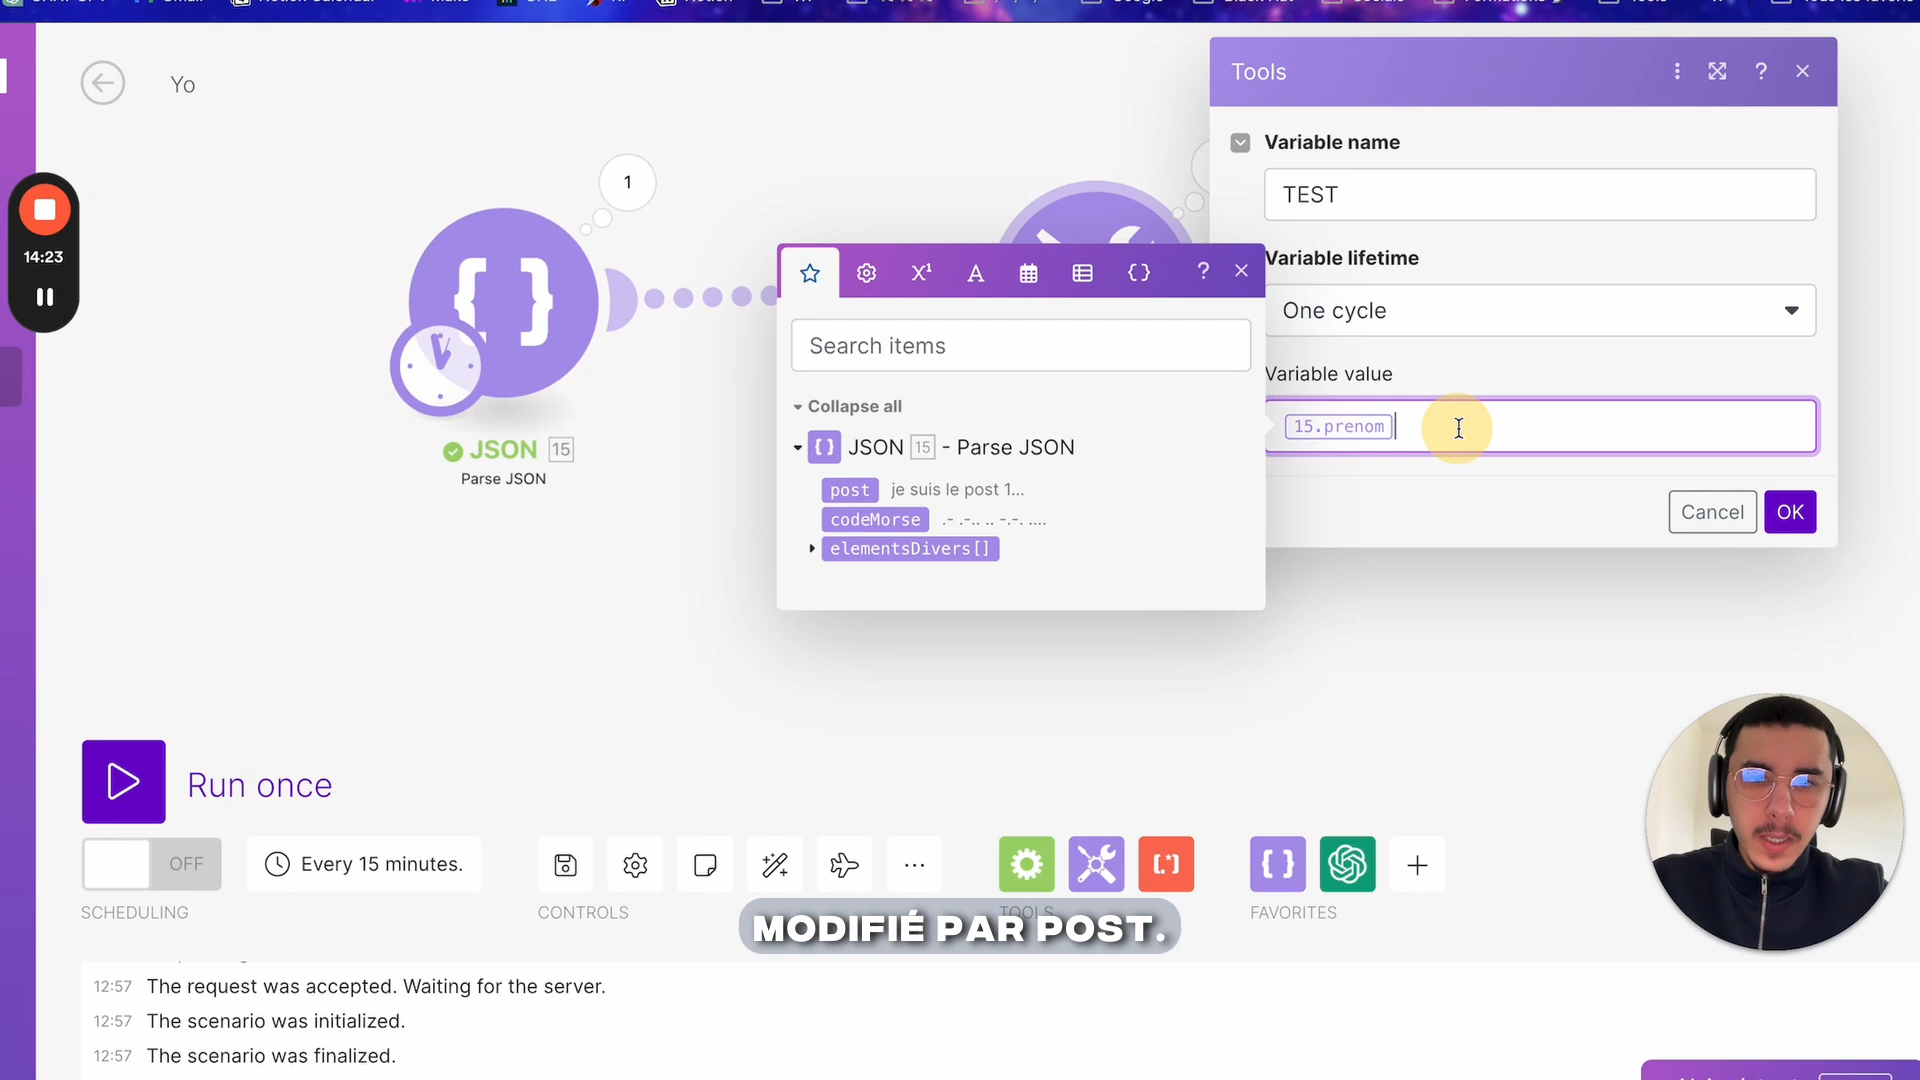 Yo
Tools
Variable name
TEST
Variable lifetime
One cycle
Variable value
15.prenom
Cancel
OK
14:23
1
JSON 15
Parse JSON
Search items
Collapse all
JSON 15 - Parse JSON
post je suis le post 1...
codeMorse .- .-.. .. -.-. ....
elementsDivers[]
Run once
OFF
Every 15 minutes.
SCHEDULING
CONTROLS
TOOLS
FAVORITES
MODIFIÉ PAR POST.
12:57 The request was accepted. Waiting for the server.
12:57 The scenario was initialized.
12:57 The scenario was finalized.